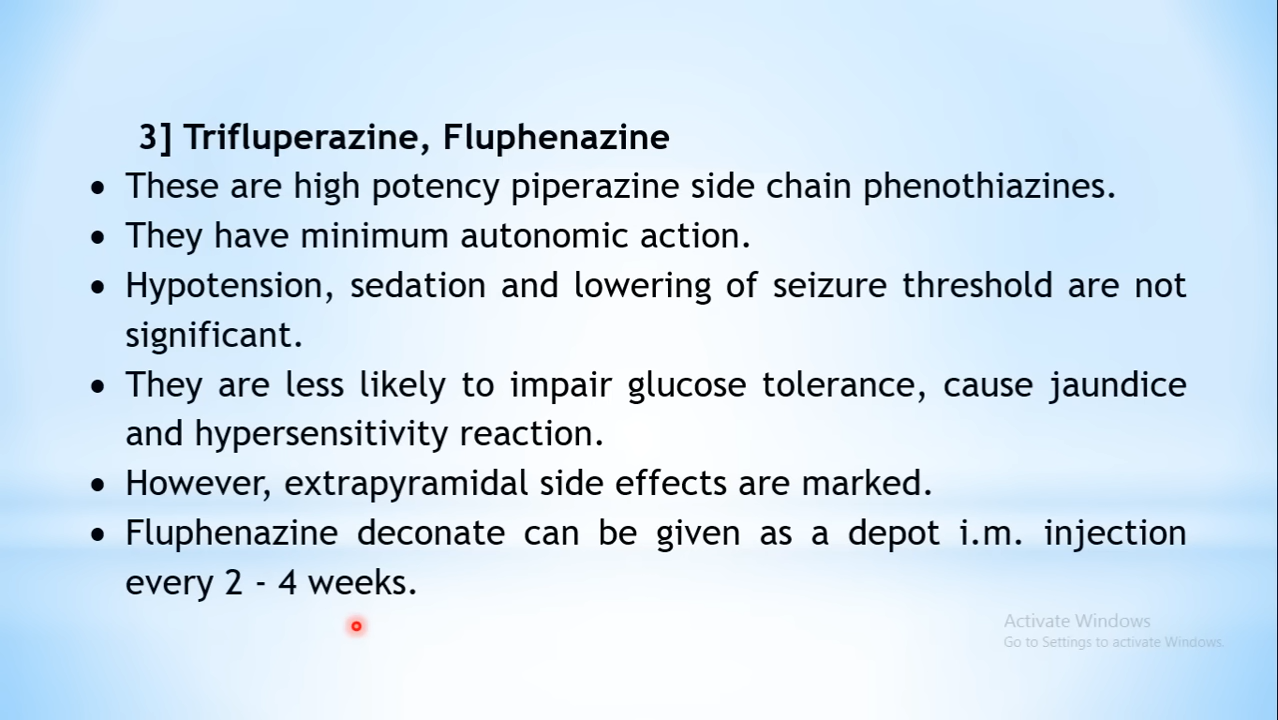 3] Trifluperazine, Fluphenazine
• These are high potency piperazine side chain phenothiazines.
• They have minimum autonomic action.
• Hypotension, sedation and lowering of seizure threshold are not
significant.
• They are less likely to impair glucose tolerance, cause jaundice
and hypersensitivity reaction.
• However, extrapyramidal side effects are marked.
• Fluphenazine deconate can be given as a depot i.m. injection
every 2 - 4 weeks.
Activate Windows
Go to Settings to activate Windows.